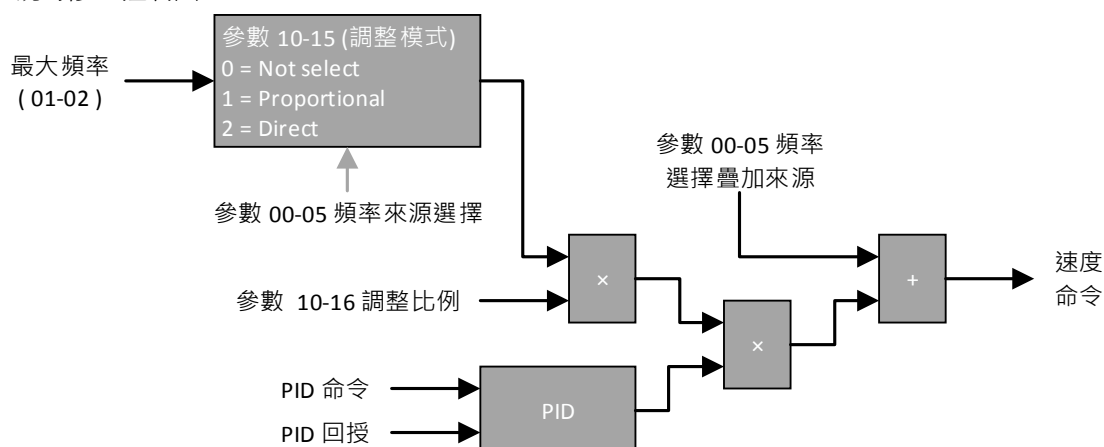 參數 10-15 (調整模式)
0 = Not select
1 = Proportional
2 = Direct
最大頻率
( 01-02 )
參數 00-05 頻率來源選擇
參數 00-05 頻率
選擇疊加來源
參數 10-16 調整比例
×
×
+
速度
命令
PID 命令
PID 回授
PID